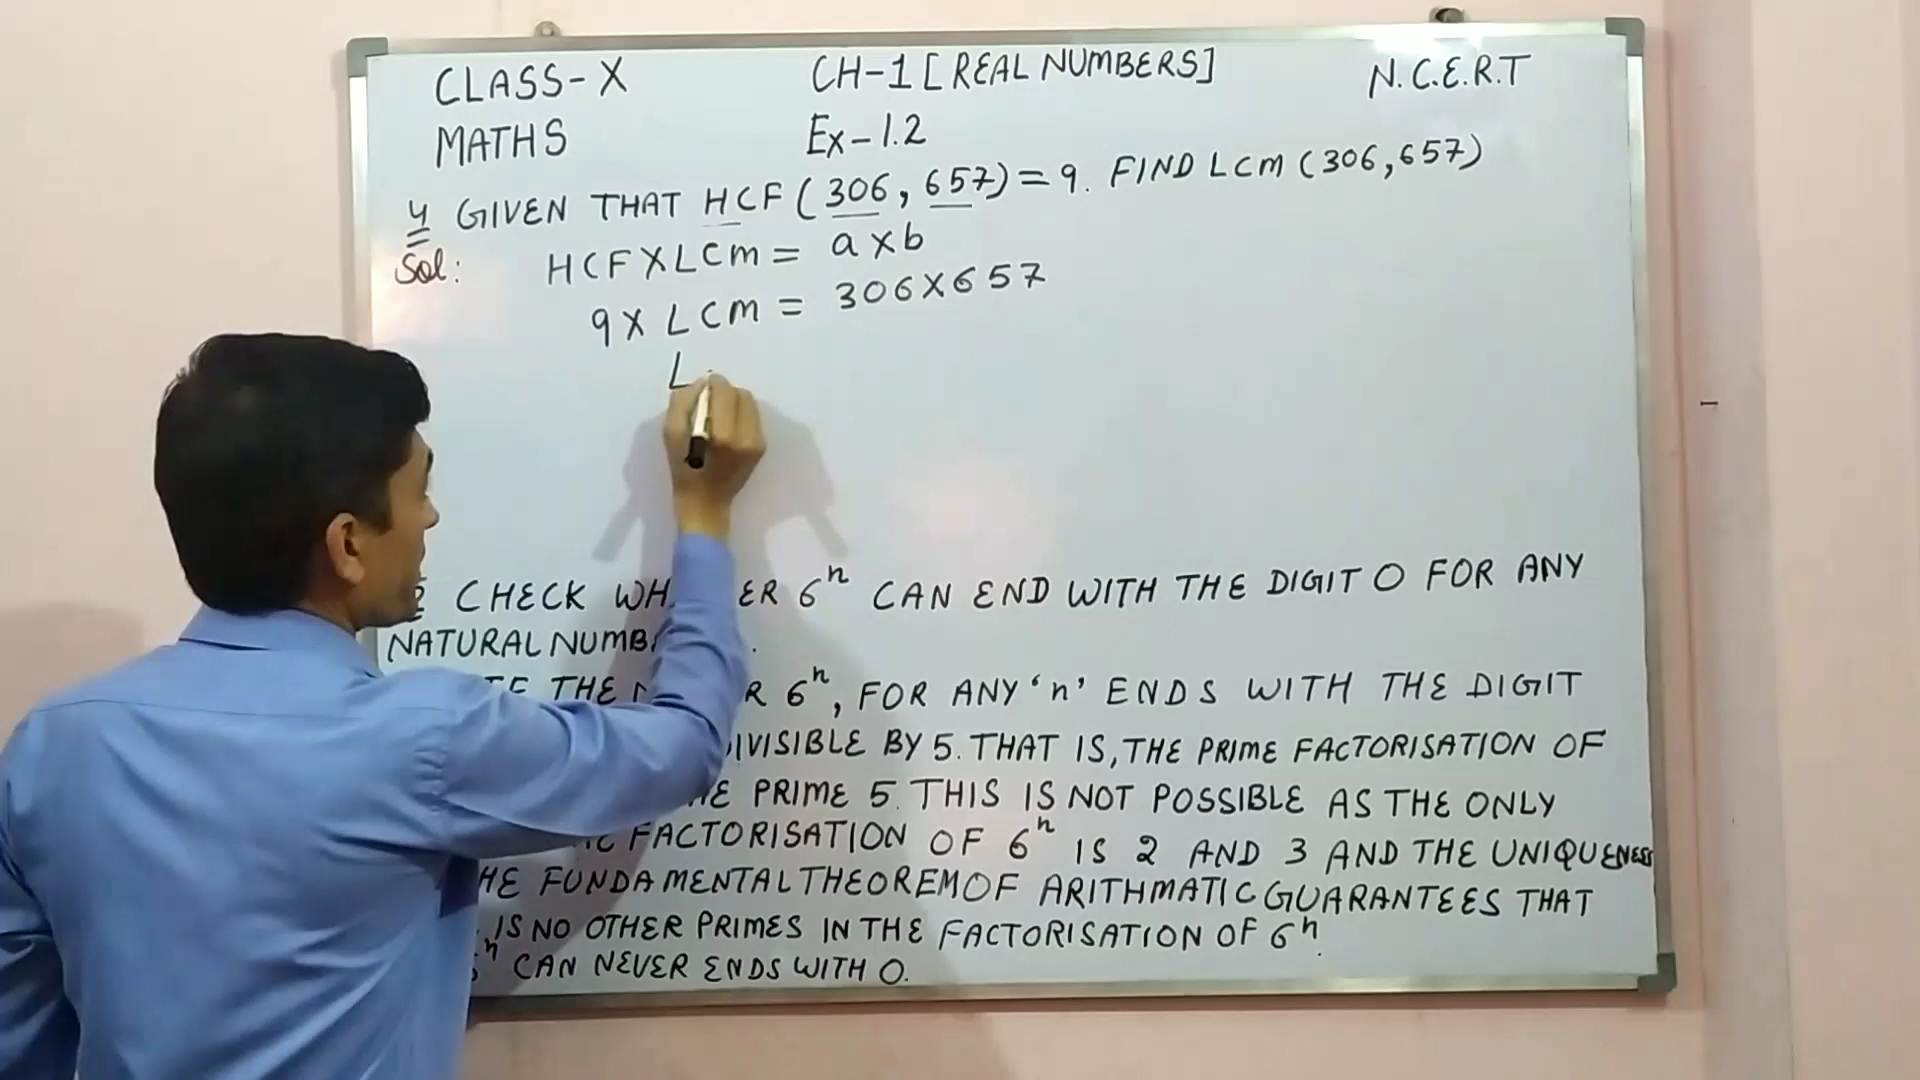 CLASS-X CH-1 [REAL NUMBERS] N.C.E.R.T
MATHS Ex-1.2
4 GIVEN THAT HCF (306, 657) = 9. FIND LCM (306,657)
Sol: HCF X LCM = a x b
9 X LCM = 306 X 657
L
CHECK WH ER 6ⁿ CAN END WITH THE DIGIT 0 FOR ANY
NATURAL NUMB .
THE R 6ⁿ, FOR ANY 'n' ENDS WITH THE DIGIT
DIVISIBLE BY 5. THAT IS, THE PRIME FACTORISATION OF
PRIME 5. THIS IS NOT POSSIBLE AS THE ONLY
FACTORISATION OF 6ⁿ IS 2 AND 3 AND THE UNIQUENESS
HE FUNDAMENTAL THEOREM OF ARITHMATIC GUARANTEES THAT
IS NO OTHER PRIMES IN THE FACTORISATION OF 6ⁿ.
6ⁿ CAN NEVER ENDS WITH 0.